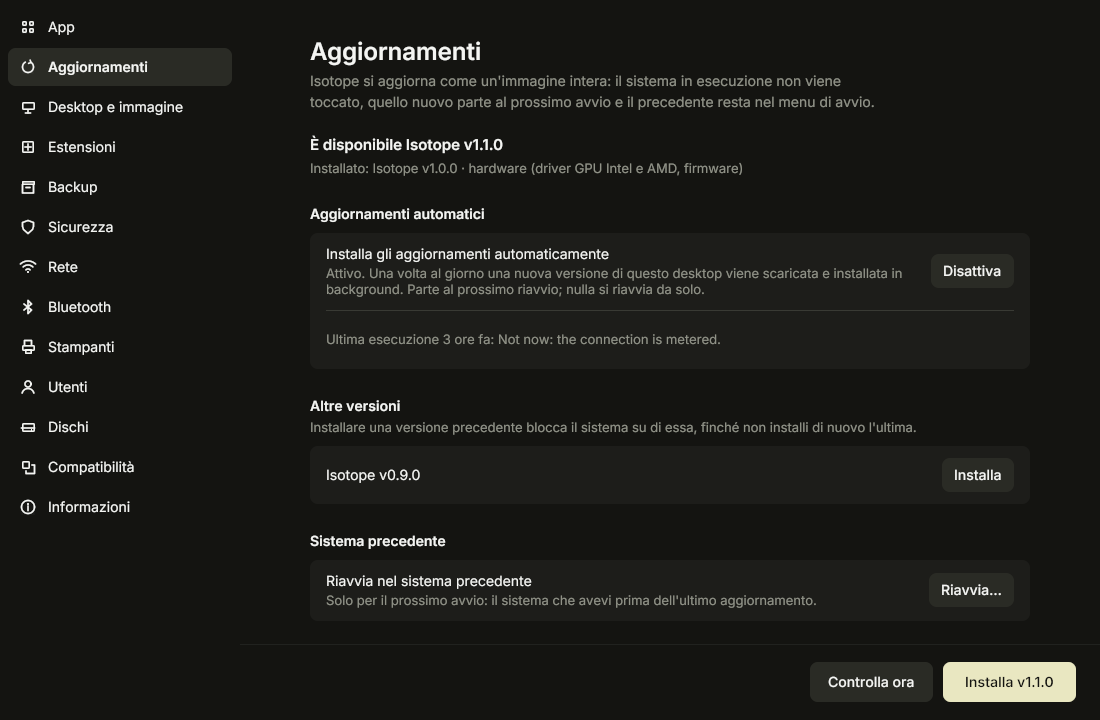 App
Aggiornamenti
Desktop e immagine
Estensioni
Backup
Sicurezza
Rete
Bluetooth
Stampanti
Utenti
Dischi
Compatibilità
Informazioni
Aggiornamenti
Isotope si aggiorna come un'immagine intera: il sistema in esecuzione non viene
toccato, quello nuovo parte al prossimo avvio e il precedente resta nel menu di avvio.
È disponibile Isotope v1.1.0
Installato: Isotope v1.0.0 · hardware (driver GPU Intel e AMD, firmware)
Aggiornamenti automatici
Installa gli aggiornamenti automaticamente
Attivo. Una volta al giorno una nuova versione di questo desktop viene scaricata e installata in
background. Parte al prossimo riavvio; nulla si riavvia da solo.
Disattiva
Ultima esecuzione 3 ore fa: Not now: the connection is metered.
Altre versioni
Installare una versione precedente blocca il sistema su di essa, finché non installi di nuovo l'ultima.
Isotope v0.9.0
Installa
Sistema precedente
Riavvia nel sistema precedente
Solo per il prossimo avvio: il sistema che avevi prima dell'ultimo aggiornamento.
Riavvia...
Controlla ora
Installa v1.1.0